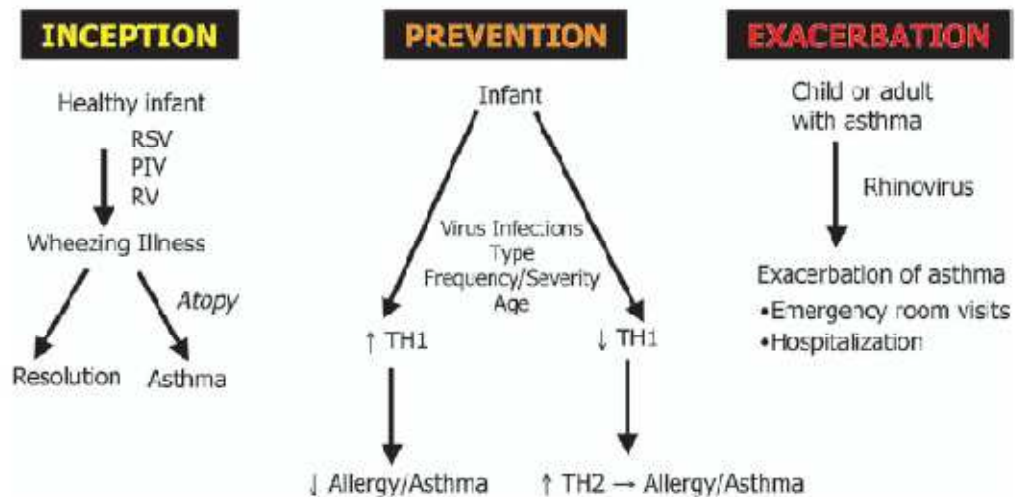 INCEPTION
Healthy infant
RSV
PIV
RV
Wheezing Illness
Atopy
Resolution
Asthma
PREVENTION
Infant
Virus Infections
Type
Frequency/Severity
Age
↑ TH1
↓ TH1
↓ Allergy/Asthma
↑ TH2 → Allergy/Asthma
EXACERBATION
Child or adult
with asthma
Rhinovirus
Exacerbation of asthma
•Emergency room visits
•Hospitalization